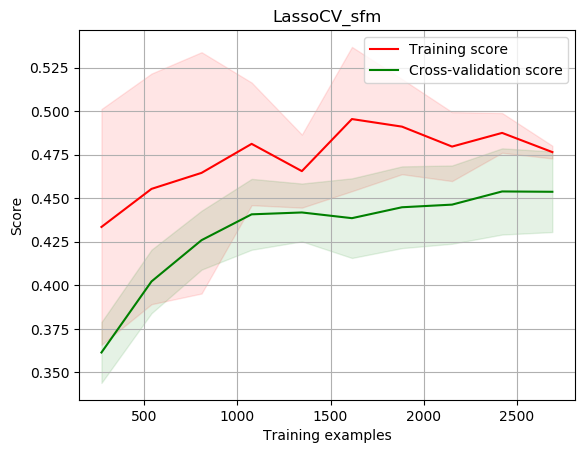 LassoCV_sfm
Training score
Cross-validation score
0.525
0.500
0.475
0.450
0.425
0.400
0.375
0.350
Score
500
1000
1500
2000
2500
Training examples